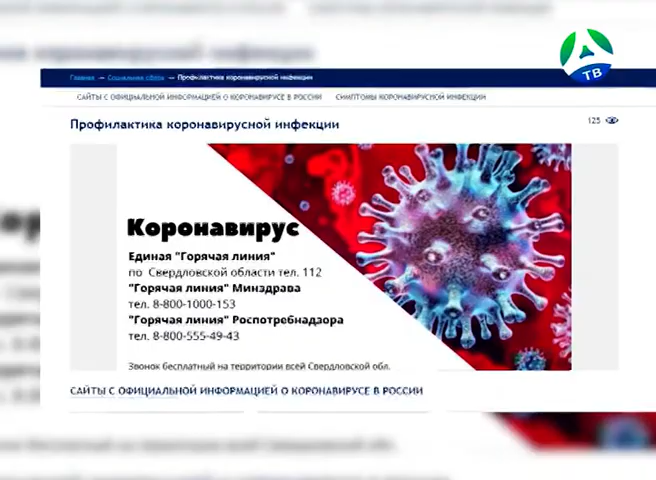 ТВ
Главная — Социальная сфера — Профилактика коронавирусной инфекции
САЙТЫ С ОФИЦИАЛЬНОЙ ИНФОРМАЦИЕЙ О КОРОНАВИРУСЕ В РОССИИ СИМПТОМЫ КОРОНАВИРУСНОЙ ИНФЕКЦИИ
Профилактика коронавирусной инфекции 125
Коронавирус
Единая "Горячая линия"
по Свердловской области тел. 112
"Горячая линия" Минздрава
тел. 8-800-1000-153
"Горячая линия" Роспотребнадзора
тел. 8-800-555-49-43
Звонок бесплатный на территории всей Свердловской обл.
САЙТЫ С ОФИЦИАЛЬНОЙ ИНФОРМАЦИЕЙ О КОРОНАВИРУСЕ В РОССИИ